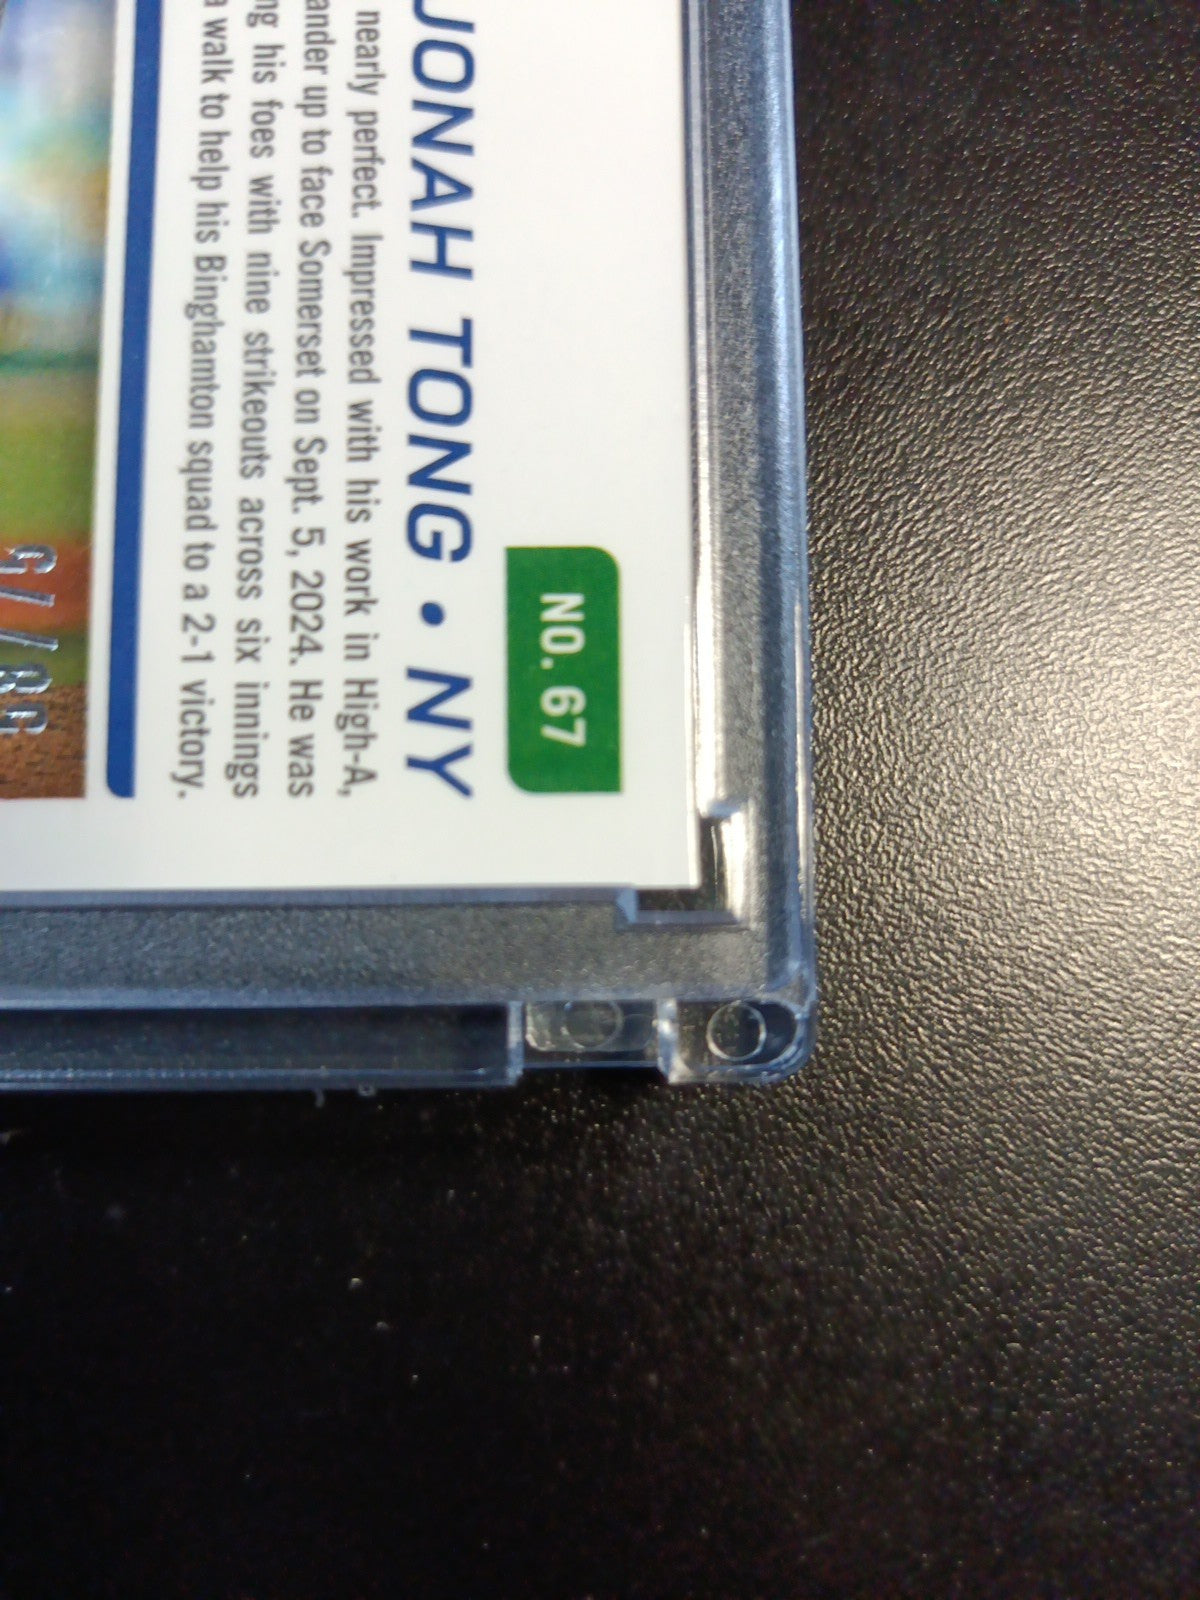 NO. 67
JONAH TONG • NY
nearly perfect. Impressed with his work in High-A,
up to face Somerset on Sept. 5, 2024. He was
his foes with nine strikeouts across six innings
walk to help his Binghamton squad to a 2-1 victory.